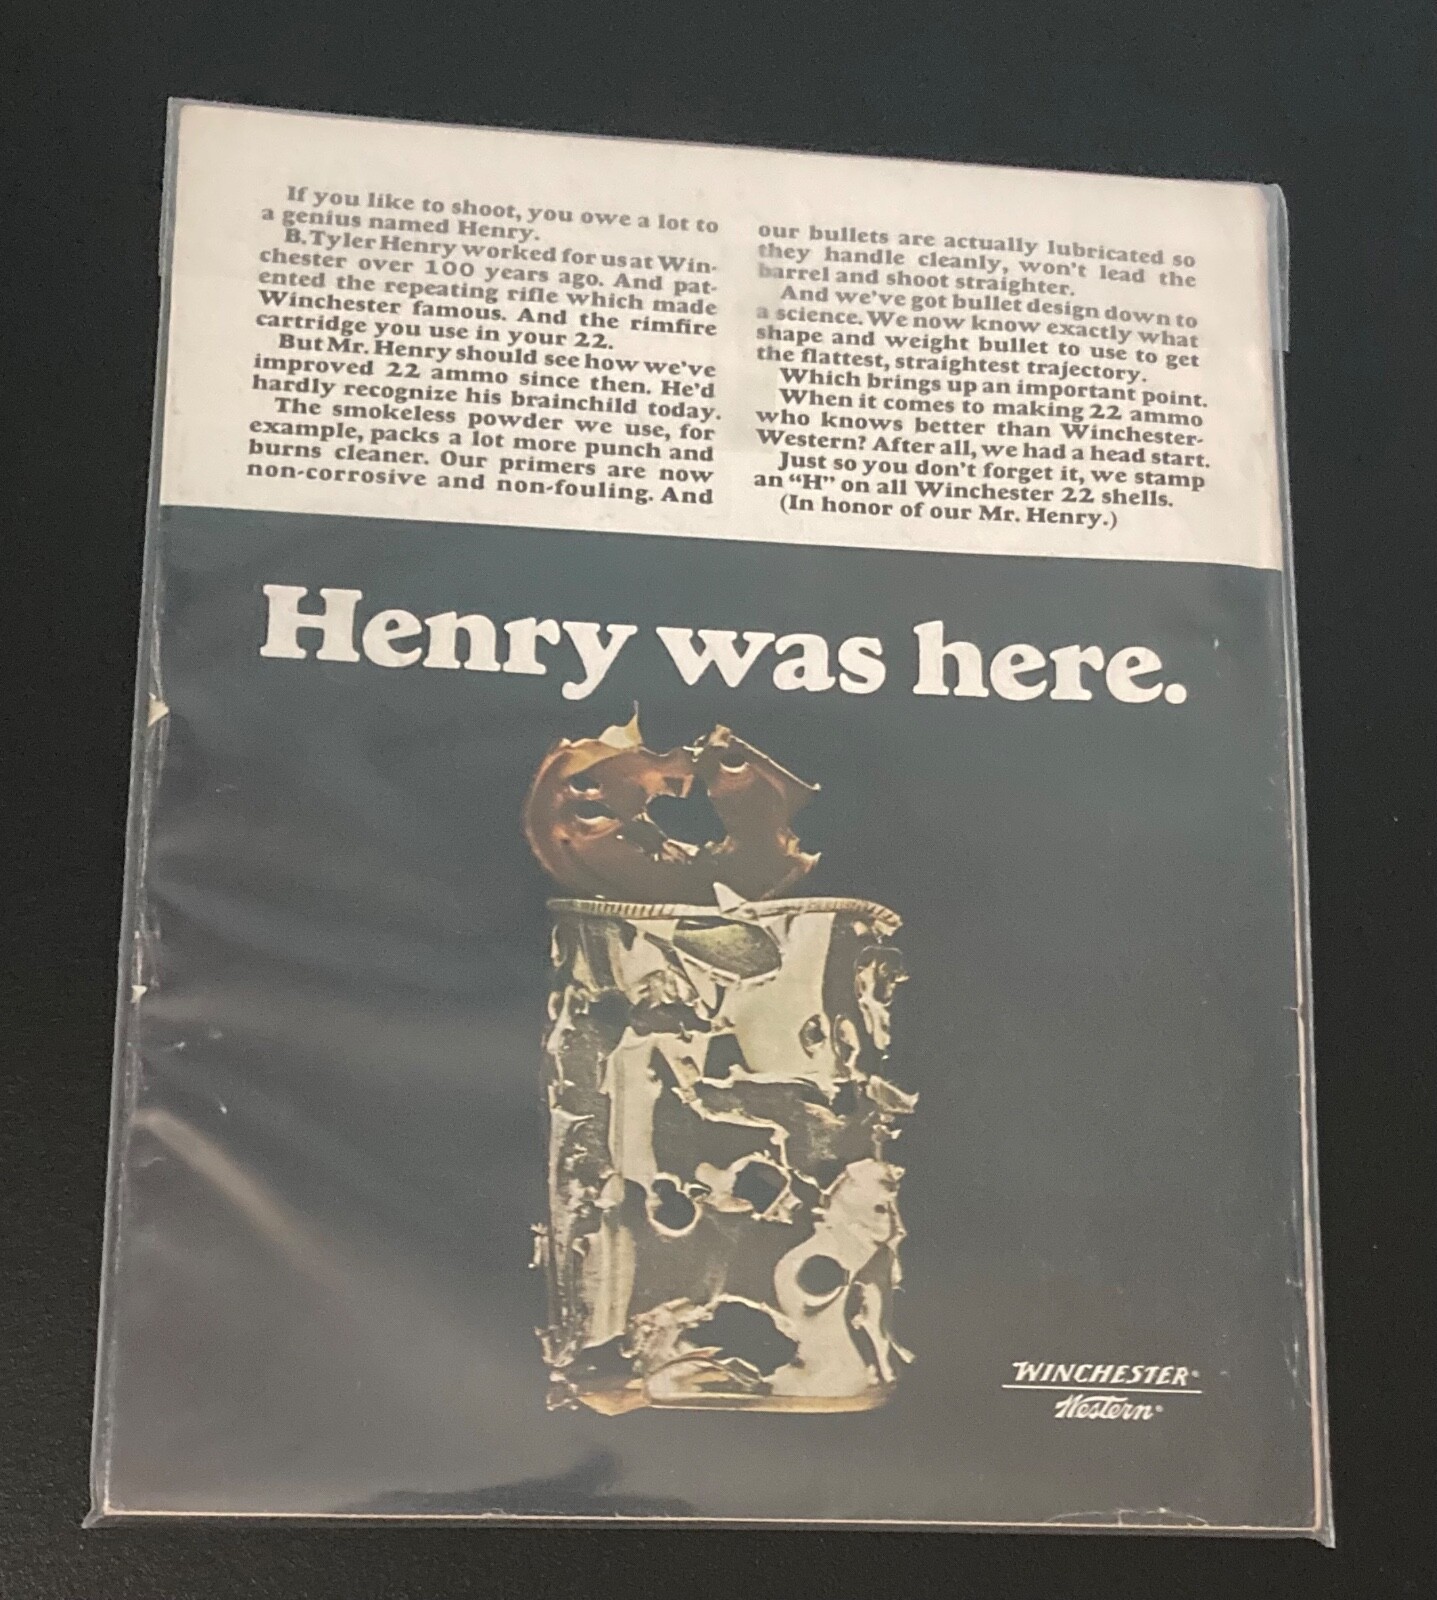 If you like to shoot, you owe a lot to
a genius named Henry.
B. Tyler Henry worked for us at Win-
chester over 100 years ago. And pat-
ented the repeating rifle which made
Winchester famous. And the rimfire
cartridge you use in your 22.
But Mr. Henry should see how we've
improved 22 ammo since then. He'd
hardly recognize his brainchild today.
The smokeless powder we use, for
example, packs a lot more punch and
burns cleaner. Our primers are now
non-corrosive and non-fouling. And
our bullets are actually lubricated so
they handle cleanly, won't lead the
barrel and shoot straighter.
And we've got bullet design down to
a science. We now know exactly what
shape and weight bullet to use to get
the flattest, straightest trajectory.
Which brings up an important point.
When it comes to making 22 ammo
who knows better than Winchester-
Western? After all, we had a head start.
Just so you don't forget it, we stamp
an "H" on all Winchester 22 shells.
(In honor of our Mr. Henry.)
Henry was here.
WINCHESTER®
Western®